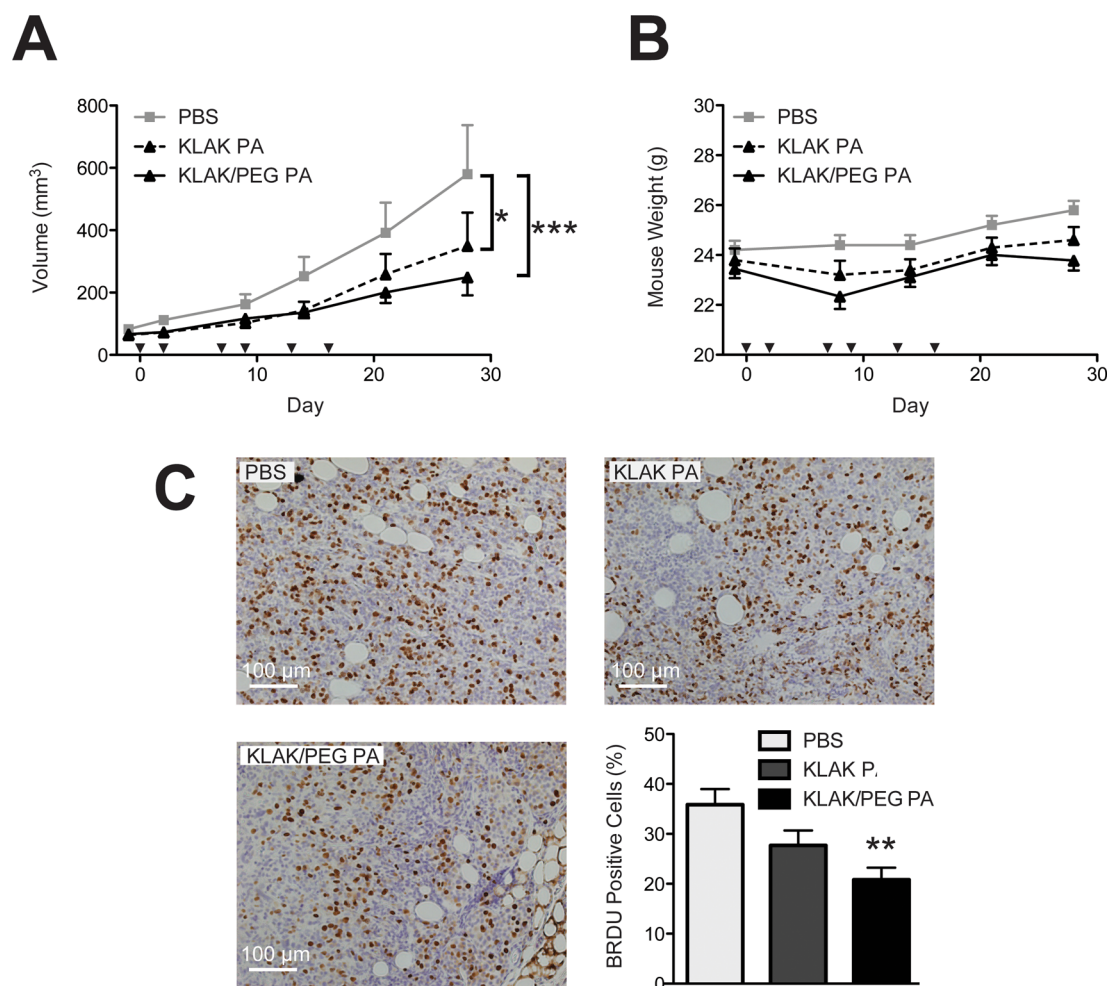 A
B
800
600
400
200
0
Volume (mm³)
PBS
KLAK PA
KLAK/PEG PA
*
***
0
10
20
30
Day
30
28
26
24
22
20
Mouse Weight (g)
PBS
KLAK PA
KLAK/PEG PA
0
10
20
30
Day
C
PBS
100 µm
KLAK PA
100 µm
KLAK/PEG PA
100 µm
50
40
30
20
10
0
BRDU Positive Cells (%)
PBS
KLAK P
KLAK/PEG PA
**